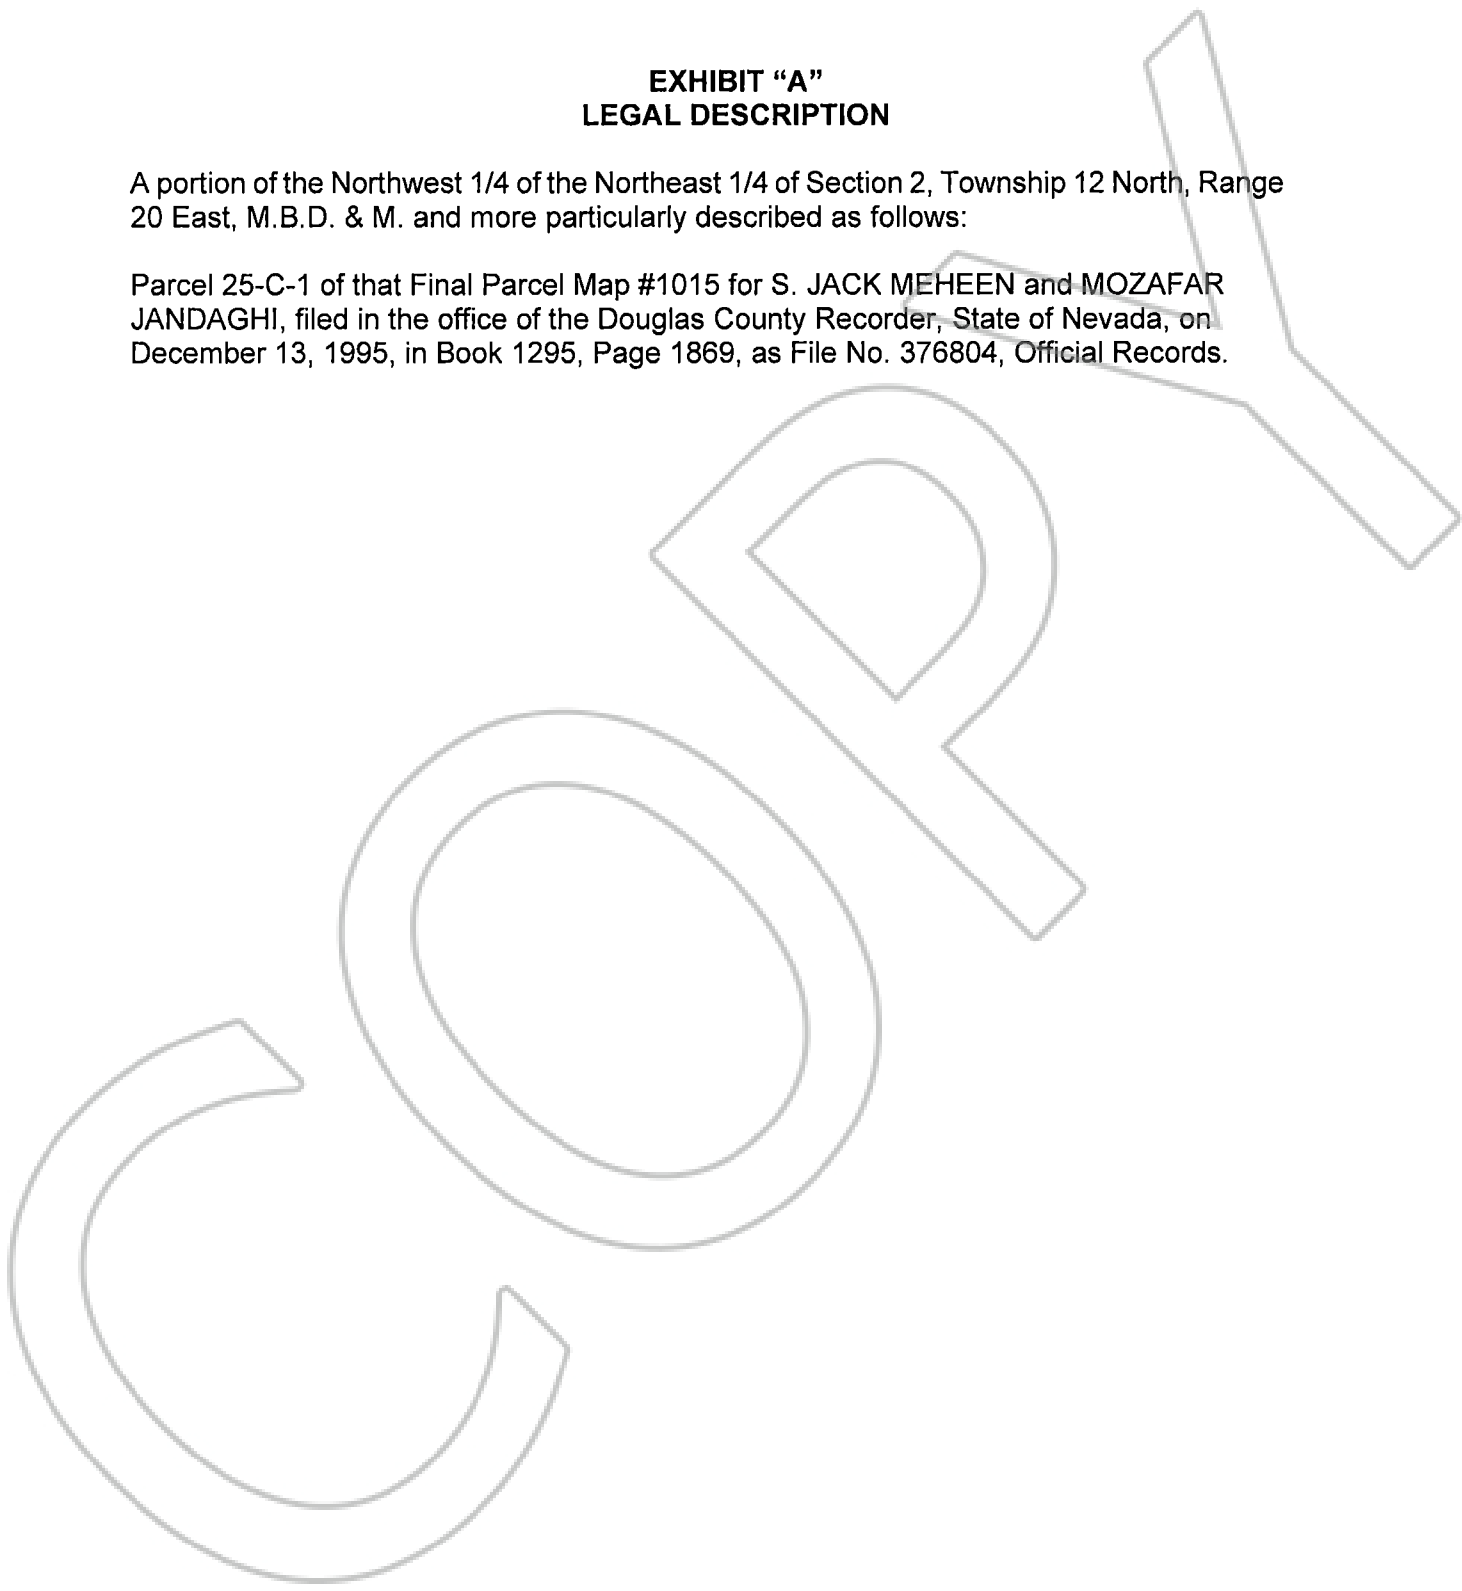 EXHIBIT “A”
LEGAL DESCRIPTION
A portion of the Northwest 1/4 of the Northeast 1/4 of Section 2, Township 12 North, Range
20 East, M.B.D. & M. and more particularly described as follows:
Parcel 25-C-1 of that Final Parcel Map #1015 for S. JACK MEHEEN and MOZAFAR
JANDAGHI, filed in the office of the Douglas County Recorder, State of Nevada, on
December 13, 1995, in Book 1295, Page 1869, as File No. 376804, Official Records.
COPY